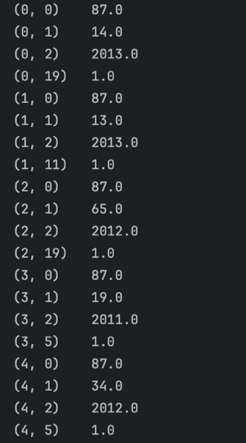 (0, 0) 87.0
(0, 1) 14.0
(0, 2) 2013.0
(0, 19) 1.0
(1, 0) 87.0
(1, 1) 13.0
(1, 2) 2013.0
(1, 11) 1.0
(2, 0) 87.0
(2, 1) 65.0
(2, 2) 2012.0
(2, 19) 1.0
(3, 0) 87.0
(3, 1) 19.0
(3, 2) 2011.0
(3, 5) 1.0
(4, 0) 87.0
(4, 1) 34.0
(4, 2) 2012.0
(4, 5) 1.0